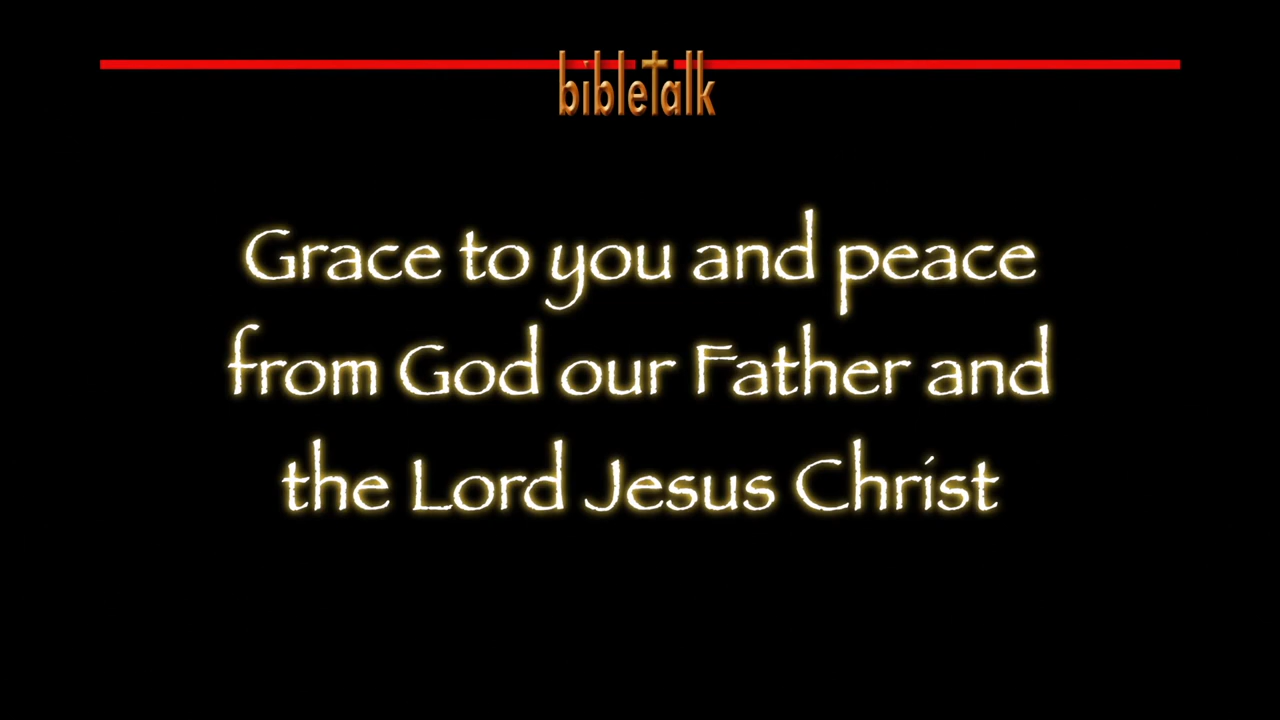 bibleTalk
Grace to you and peace
from God our Father and
the Lord Jesus Christ